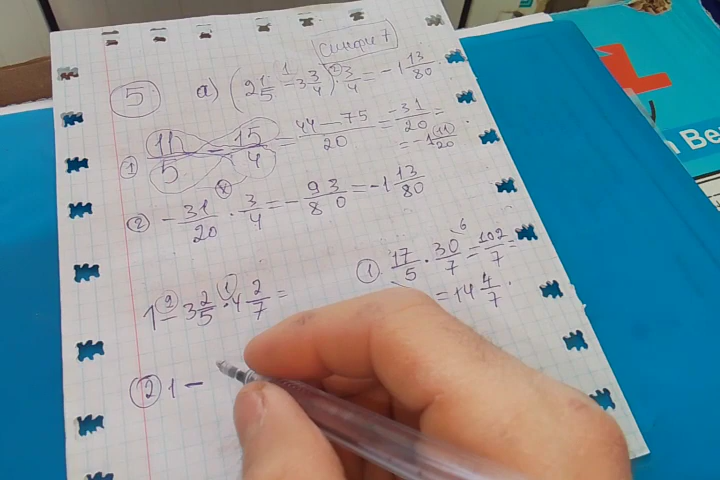 Синфи 7
5 а) (2 1/5 - 3 3/4) · 3/4 = -1 13/80
1 11/5 - 15/4 = 44 - 75/20 = -31/20 = = -1 11/20
2 -31/20 · 3/4 = -93/80 = -1 13/80
1 - 3 2/5 · 4 2/7 =
1 17/5 · 30/7 = 102/7 = = 14 4/7
2 1 -